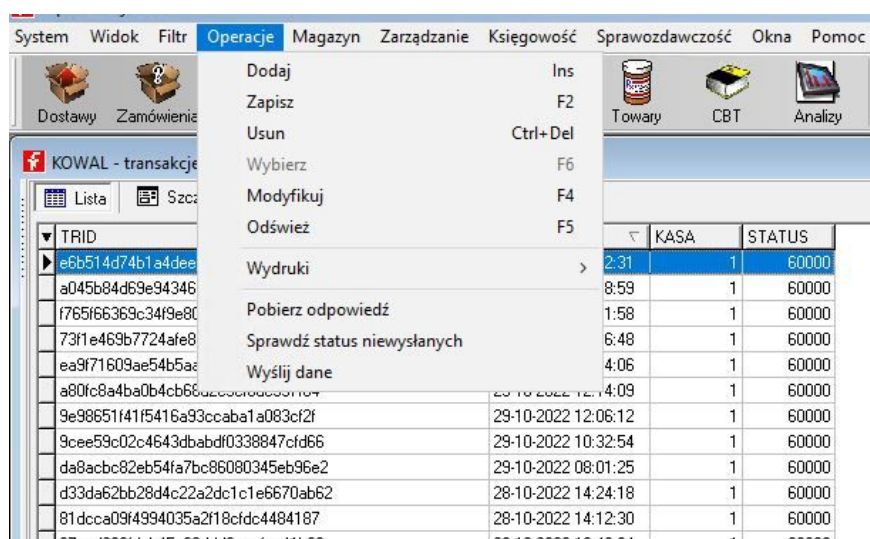 System Widok Filtr Operacje Magazyn Zarządzanie Księgowość Sprawozdawczość Okna Pomoc
Dodaj Ins
Zapisz F2
Usun Ctrl+Del
Wybierz F6
Modyfikuj F4
Odśwież F5
Wydruki
Pobierz odpowiedź
Sprawdź status niewysłanych
Wyślij dane
Dostawy Zamówienia Towary CBT Analizy
KOWAL - transakcje
Lista
TRID KASA STATUS
e6b514d74b1a4dee 2:31 1 60000
a045b84d69e94346 8:59 1 60000
f765f66369c34f9e80 1:58 1 60000
73f1e469b7724afe8 6:48 1 60000
ea9f71609ae54b5aa 4:06 1 60000
4:09 1 60000
9e98651f41f5416a93ccaba1a083cf2f 29-10-2022 12:06:12 1 60000
9cee59c02c4643dbabdf0338847cfd66 29-10-2022 10:32:54 1 60000
da8acbc82eb54fa7bc86080345eb96e2 29-10-2022 08:01:25 1 60000
d33da62bb28d4c22a2dc1c1e6670ab62 28-10-2022 14:24:18 1 60000
81dcca09f4994035a2f18cfdc4484187 28-10-2022 14:12:30 1 60000